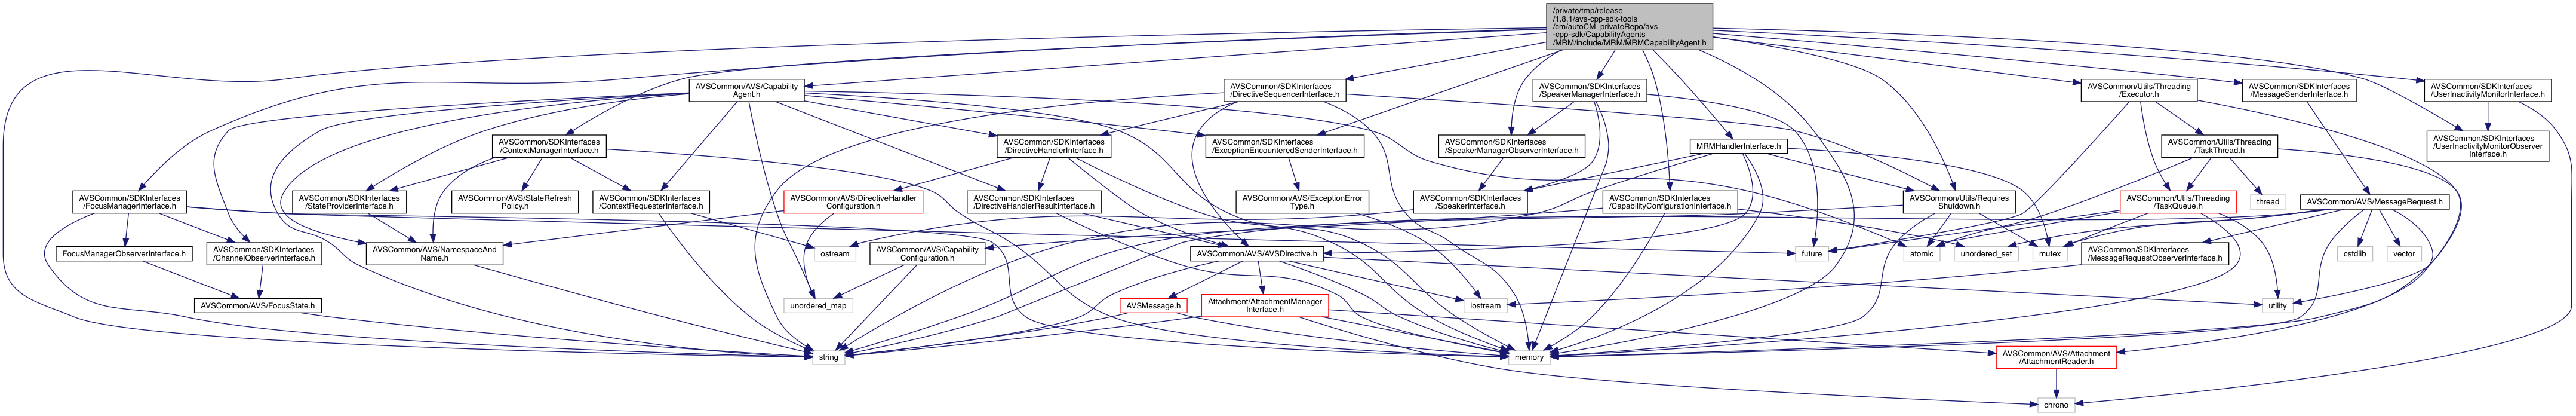 /private/tmp/release
/1.8.1/avs-cpp-sdk-tools
/cm/autoCM_privateRepo/avs
-cpp-sdk/CapabilityAgents
/MRM/include/MRM/MRMCapabilityAgent.h
AVSCommon/AVS/Capability
Agent.h
AVSCommon/SDKInterfaces
/DirectiveSequencerInterface.h
AVSCommon/SDKInterfaces
/SpeakerManagerInterface.h
AVSCommon/Utils/Threading
/Executor.h
AVSCommon/SDKInterfaces
/MessageSenderInterface.h
AVSCommon/SDKInterfaces
/UserInactivityMonitorInterface.h
AVSCommon/SDKInterfaces
/ContextManagerInterface.h
AVSCommon/SDKInterfaces
/DirectiveHandlerInterface.h
AVSCommon/SDKInterfaces
/ExceptionEncounteredSenderInterface.h
AVSCommon/SDKInterfaces
/SpeakerManagerObserverInterface.h
MRMHandlerInterface.h
AVSCommon/Utils/Threading
/TaskThread.h
AVSCommon/SDKInterfaces
/UserInactivityMonitorObserver
Interface.h
AVSCommon/SDKInterfaces
/FocusManagerInterface.h
AVSCommon/SDKInterfaces
/StateProviderInterface.h
AVSCommon/AVS/StateRefresh
Policy.h
AVSCommon/SDKInterfaces
/ContextRequesterInterface.h
AVSCommon/AVS/DirectiveHandler
Configuration.h
AVSCommon/SDKInterfaces
/DirectiveHandlerResultInterface.h
AVSCommon/AVS/ExceptionError
Type.h
AVSCommon/SDKInterfaces
/SpeakerInterface.h
AVSCommon/SDKInterfaces
/CapabilityConfigurationInterface.h
AVSCommon/Utils/Requires
Shutdown.h
AVSCommon/Utils/Threading
/TaskQueue.h
thread
AVSCommon/AVS/MessageRequest.h
FocusManagerObserverInterface.h
AVSCommon/SDKInterfaces
/ChannelObserverInterface.h
AVSCommon/AVS/NamespaceAnd
Name.h
ostream
AVSCommon/AVS/Capability
Configuration.h
AVSCommon/AVS/AVSDirective.h
future
atomic
unordered_set
mutex
AVSCommon/SDKInterfaces
/MessageRequestObserverInterface.h
cstdlib
vector
AVSCommon/AVS/FocusState.h
unordered_map
AVSMessage.h
Attachment/AttachmentManager
Interface.h
iostream
utility
string
memory
AVSCommon/AVS/Attachment
/AttachmentReader.h
chrono